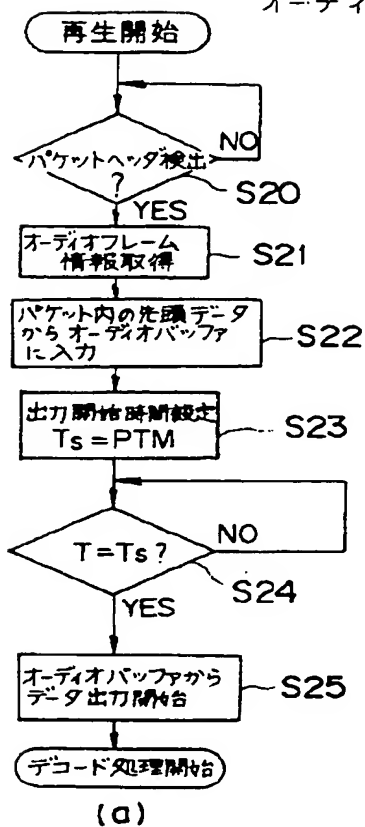 オーディ
再生開始
パケットヘッダ検出
?
NO
S20
YES
オーディオフレーム
情報取得
S21
パケット内の先頭データ
からオーディオバッファ
に入力
S22
出力開始時間設定
Ts=PTM
S23
T=Ts?
NO
S24
YES
オーディオバッファから
データ出力開始
S25
デコード処理開始
(a)